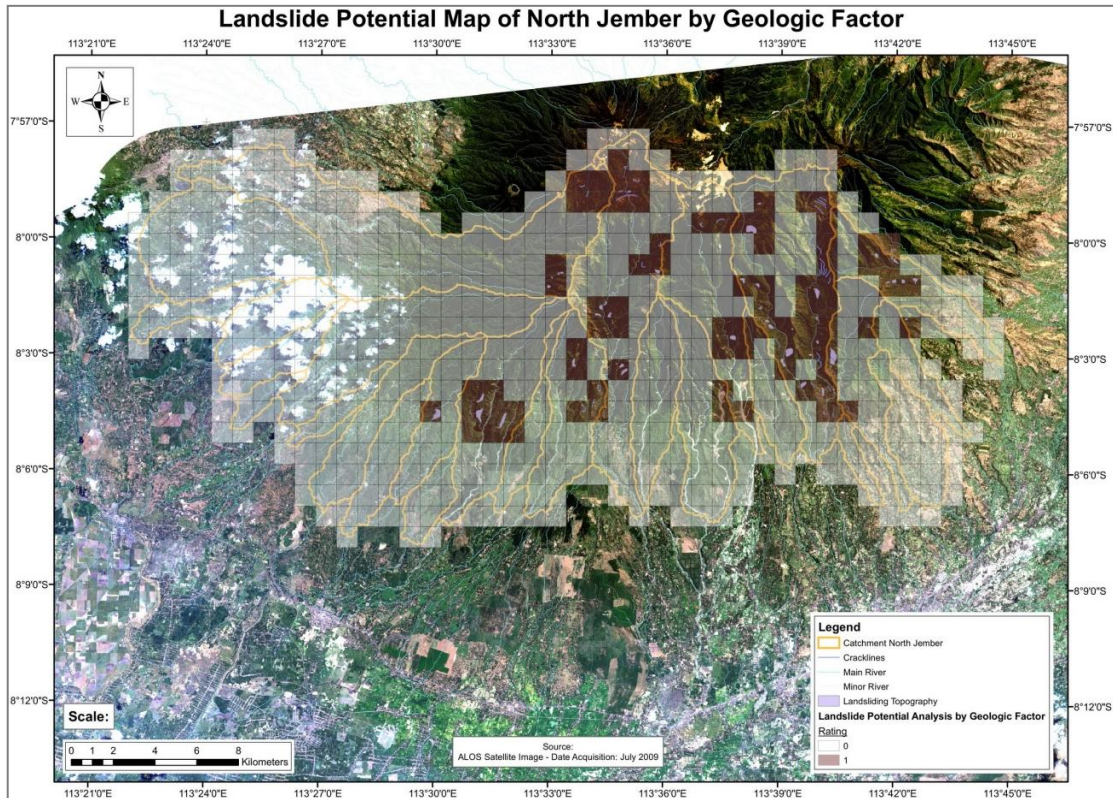 Landslide Potential Map of North Jember by Geologic Factor
113°21'0"E 113°24'0"E 113°27'0"E 113°30'0"E 113°33'0"E 113°36'0"E 113°39'0"E 113°42'0"E 113°45'0"E
N
W E
S
7°57'0"S 7°57'0"S
8°0'0"S 8°0'0"S
8°3'0"S 8°3'0"S
8°6'0"S 8°6'0"S
8°9'0"S 8°9'0"S
8°12'0"S 8°12'0"S
Legend
Catchment North Jember
Cracklines
Main River
Minor River
Landsliding Topography
Landslide Potential Analysis by Geologic Factor
Rating
0
1
Scale:
0 1 2 4 6 8
Kilometers
Source:
ALOS Satellite Image - Date Acquisition: July 2009
113°21'0"E 113°24'0"E 113°27'0"E 113°30'0"E 113°33'0"E 113°36'0"E 113°39'0"E 113°42'0"E 113°45'0"E